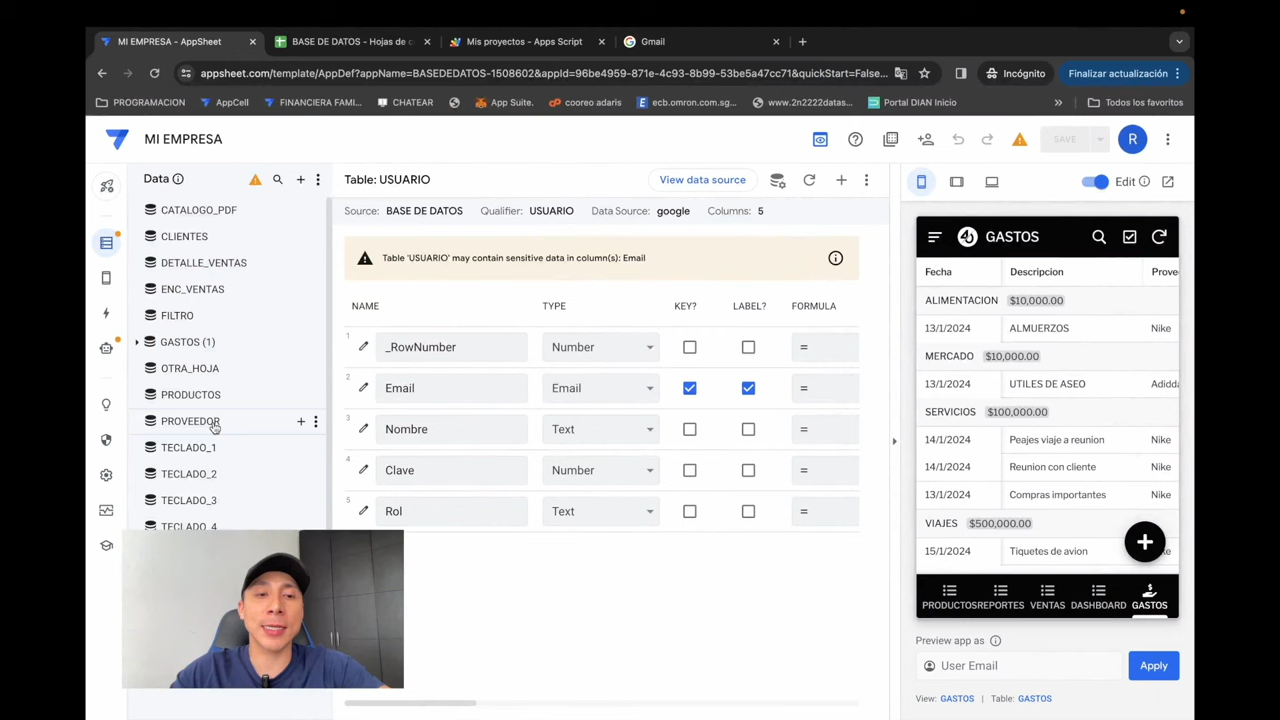 MI EMPRESA - AppSheet
BASE DE DATOS - Hojas de c
Mis proyectos - Apps Script
Gmail
appsheet.com/template/AppDef?appName=BASEDEDATOS-1508602&appId=96be4959-871e-4c93-8b99-53be5a47cc71&quickStart=False...
Incógnito
Finalizar actualización
PROGRAMACION
AppCell
FINANCIERA FAMI...
CHATEAR
App Suite.
cooreo adaris
ecb.omron.com.sg...
www.2n2222datas...
Portal DIAN Inicio
Todos los favoritos
MI EMPRESA
SAVE
R
Data
Table: USUARIO
View data source
Edit
CATALOGO_PDF
CLIENTES
DETALLE_VENTAS
ENC_VENTAS
FILTRO
GASTOS (1)
OTRA_HOJA
PRODUCTOS
PROVEEDOR
TECLADO_1
TECLADO_2
TECLADO_3
TECLADO_4
Source: BASE DE DATOS Qualifier: USUARIO Data Source: google Columns: 5
Table 'USUARIO' may contain sensitive data in column(s): Email
NAME TYPE KEY? LABEL? FORMULA
1 _RowNumber Number =
2 Email Email =
3 Nombre Text =
4 Clave Number =
5 Rol Text =
GASTOS
Fecha Descripcion Prove
ALIMENTACION $10,000.00
13/1/2024 ALMUERZOS Nike
MERCADO $10,000.00
13/1/2024 UTILES DE ASEO Adidda
SERVICIOS $100,000.00
14/1/2024 Peajes viaje a reunion Nike
14/1/2024 Reunion con cliente Nike
13/1/2024 Compras importantes Nike
VIAJES $500,000.00
15/1/2024 Tiquetes de avion
PRODUCTOS REPORTES VENTAS DASHBOARD GASTOS
Preview app as
User Email
Apply
View: GASTOS | Table: GASTOS